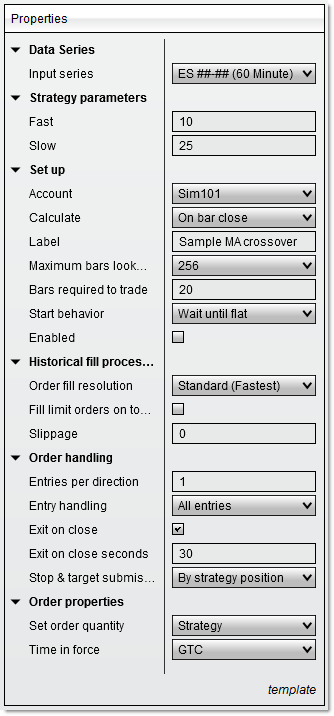 Properties
Data Series
Input series ES ##-## (60 Minute)
Strategy parameters
Fast 10
Slow 25
Set up
Account Sim101
Calculate On bar close
Label Sample MA crossover
Maximum bars look... 256
Bars required to trade 20
Start behavior Wait until flat
Enabled
Historical fill proces...
Order fill resolution Standard (Fastest)
Fill limit orders on to...
Slippage 0
Order handling
Entries per direction 1
Entry handling All entries
Exit on close
Exit on close seconds 30
Stop & target submis... By strategy position
Order properties
Set order quantity Strategy
Time in force GTC
template